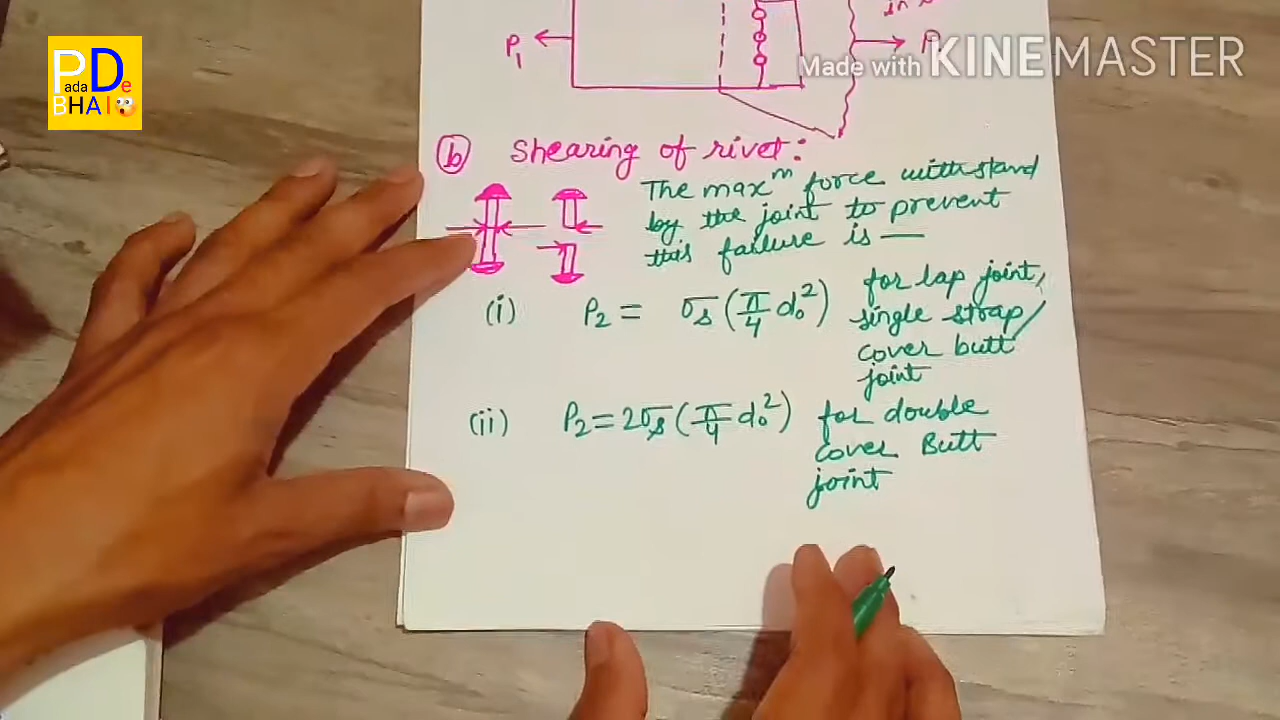 PaDa De
BHAI
Made with KINEMASTER
P₁
P
(b) Shearing of rivet:
The maxᵐ force withstand
by the joint to prevent
this failure is —
(i) P₂ = σs (π/4 d₀²) for lap joint,
single strap/
cover butt
joint
(ii) P₂ = 2σs (π/4 d₀²) for double
cover Butt
joint